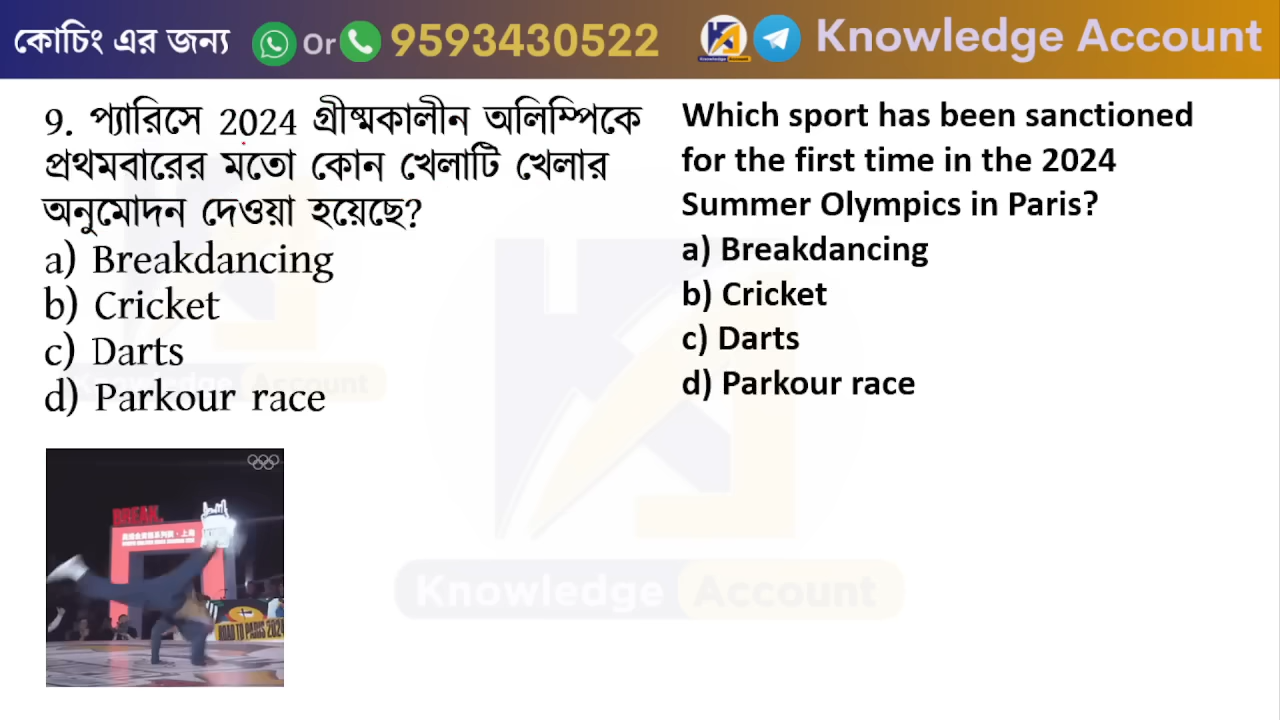 কোচিং এর জন্য Or 9593430522 Knowledge Account
9. প্যারিসে 2024 গ্রীষ্মকালীন অলিম্পিকে
প্রথমবারের মতো কোন খেলাটি খেলার
অনুমোদন দেওয়া হয়েছে?
a) Breakdancing
b) Cricket
c) Darts
d) Parkour race
Which sport has been sanctioned
for the first time in the 2024
Summer Olympics in Paris?
a) Breakdancing
b) Cricket
c) Darts
d) Parkour race
BREAK.
ROAD TO PARIS 2024
Knowledge Account
Knowledge Account